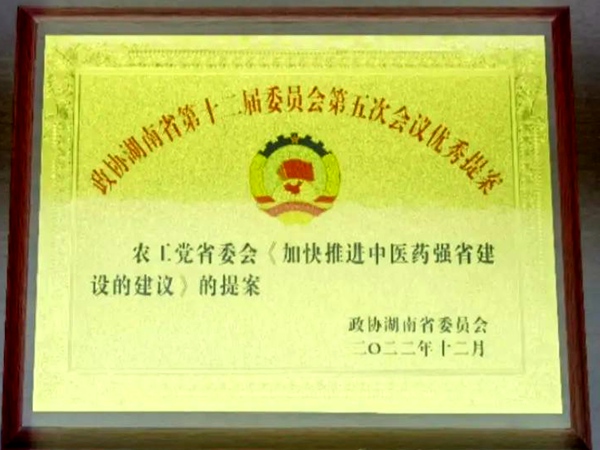 政协湖南省第十二届委员会第五次会议优秀提案
农工党省委会《加快推进中医药强省建
设的建议》的提案
政协湖南省委员会
二〇二二年十二月